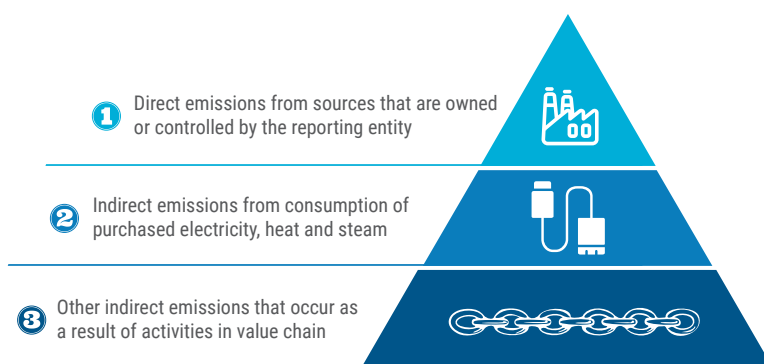 1
Direct emissions from sources that are owned
or controlled by the reporting entity
2
Indirect emissions from consumption of
purchased electricity, heat and steam
3
Other indirect emissions that occur as
a result of activities in value chain